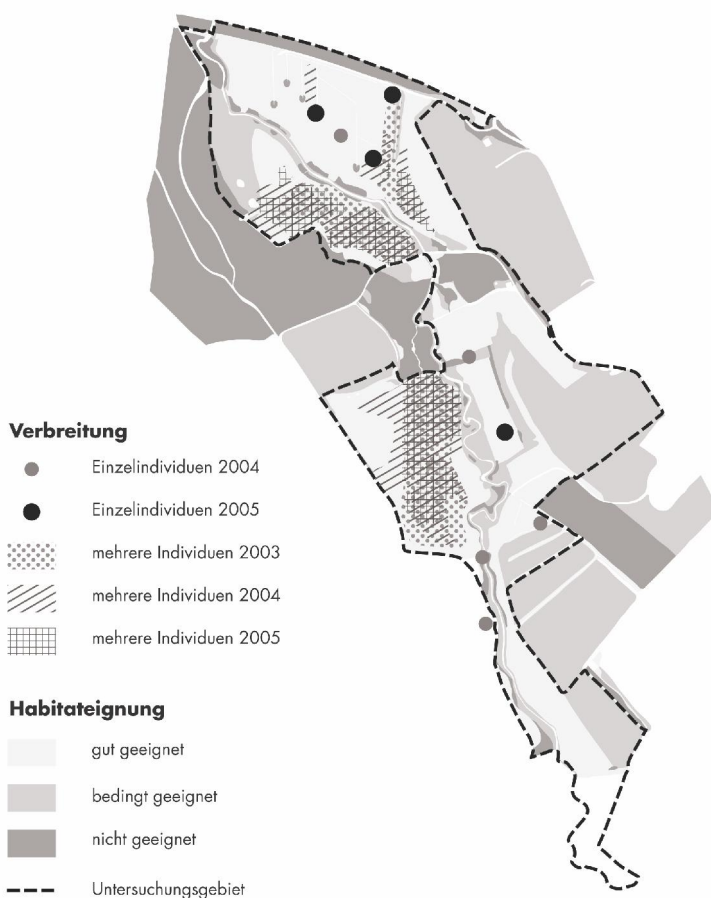 Verbreitung
Einzelindividuen 2004
Einzelindividuen 2005
mehrere Individuen 2003
mehrere Individuen 2004
mehrere Individuen 2005
Habitateignung
gut geeignet
bedingt geeignet
nicht geeignet
Untersuchungsgebiet